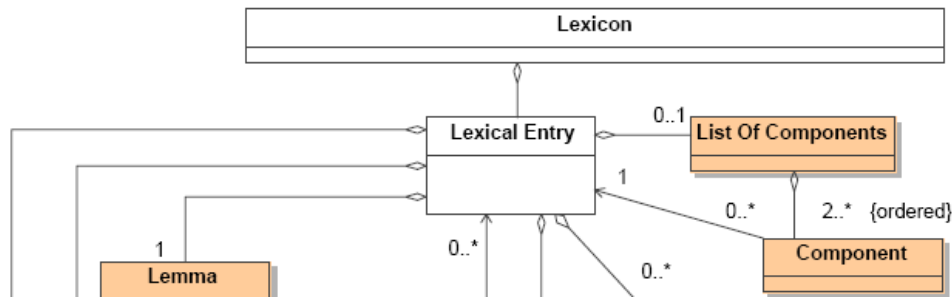 Lexicon
Lexical Entry
0..1
List Of Components
1
0..*
2..* {ordered}
1
0..*
0..*
Component
Lemma